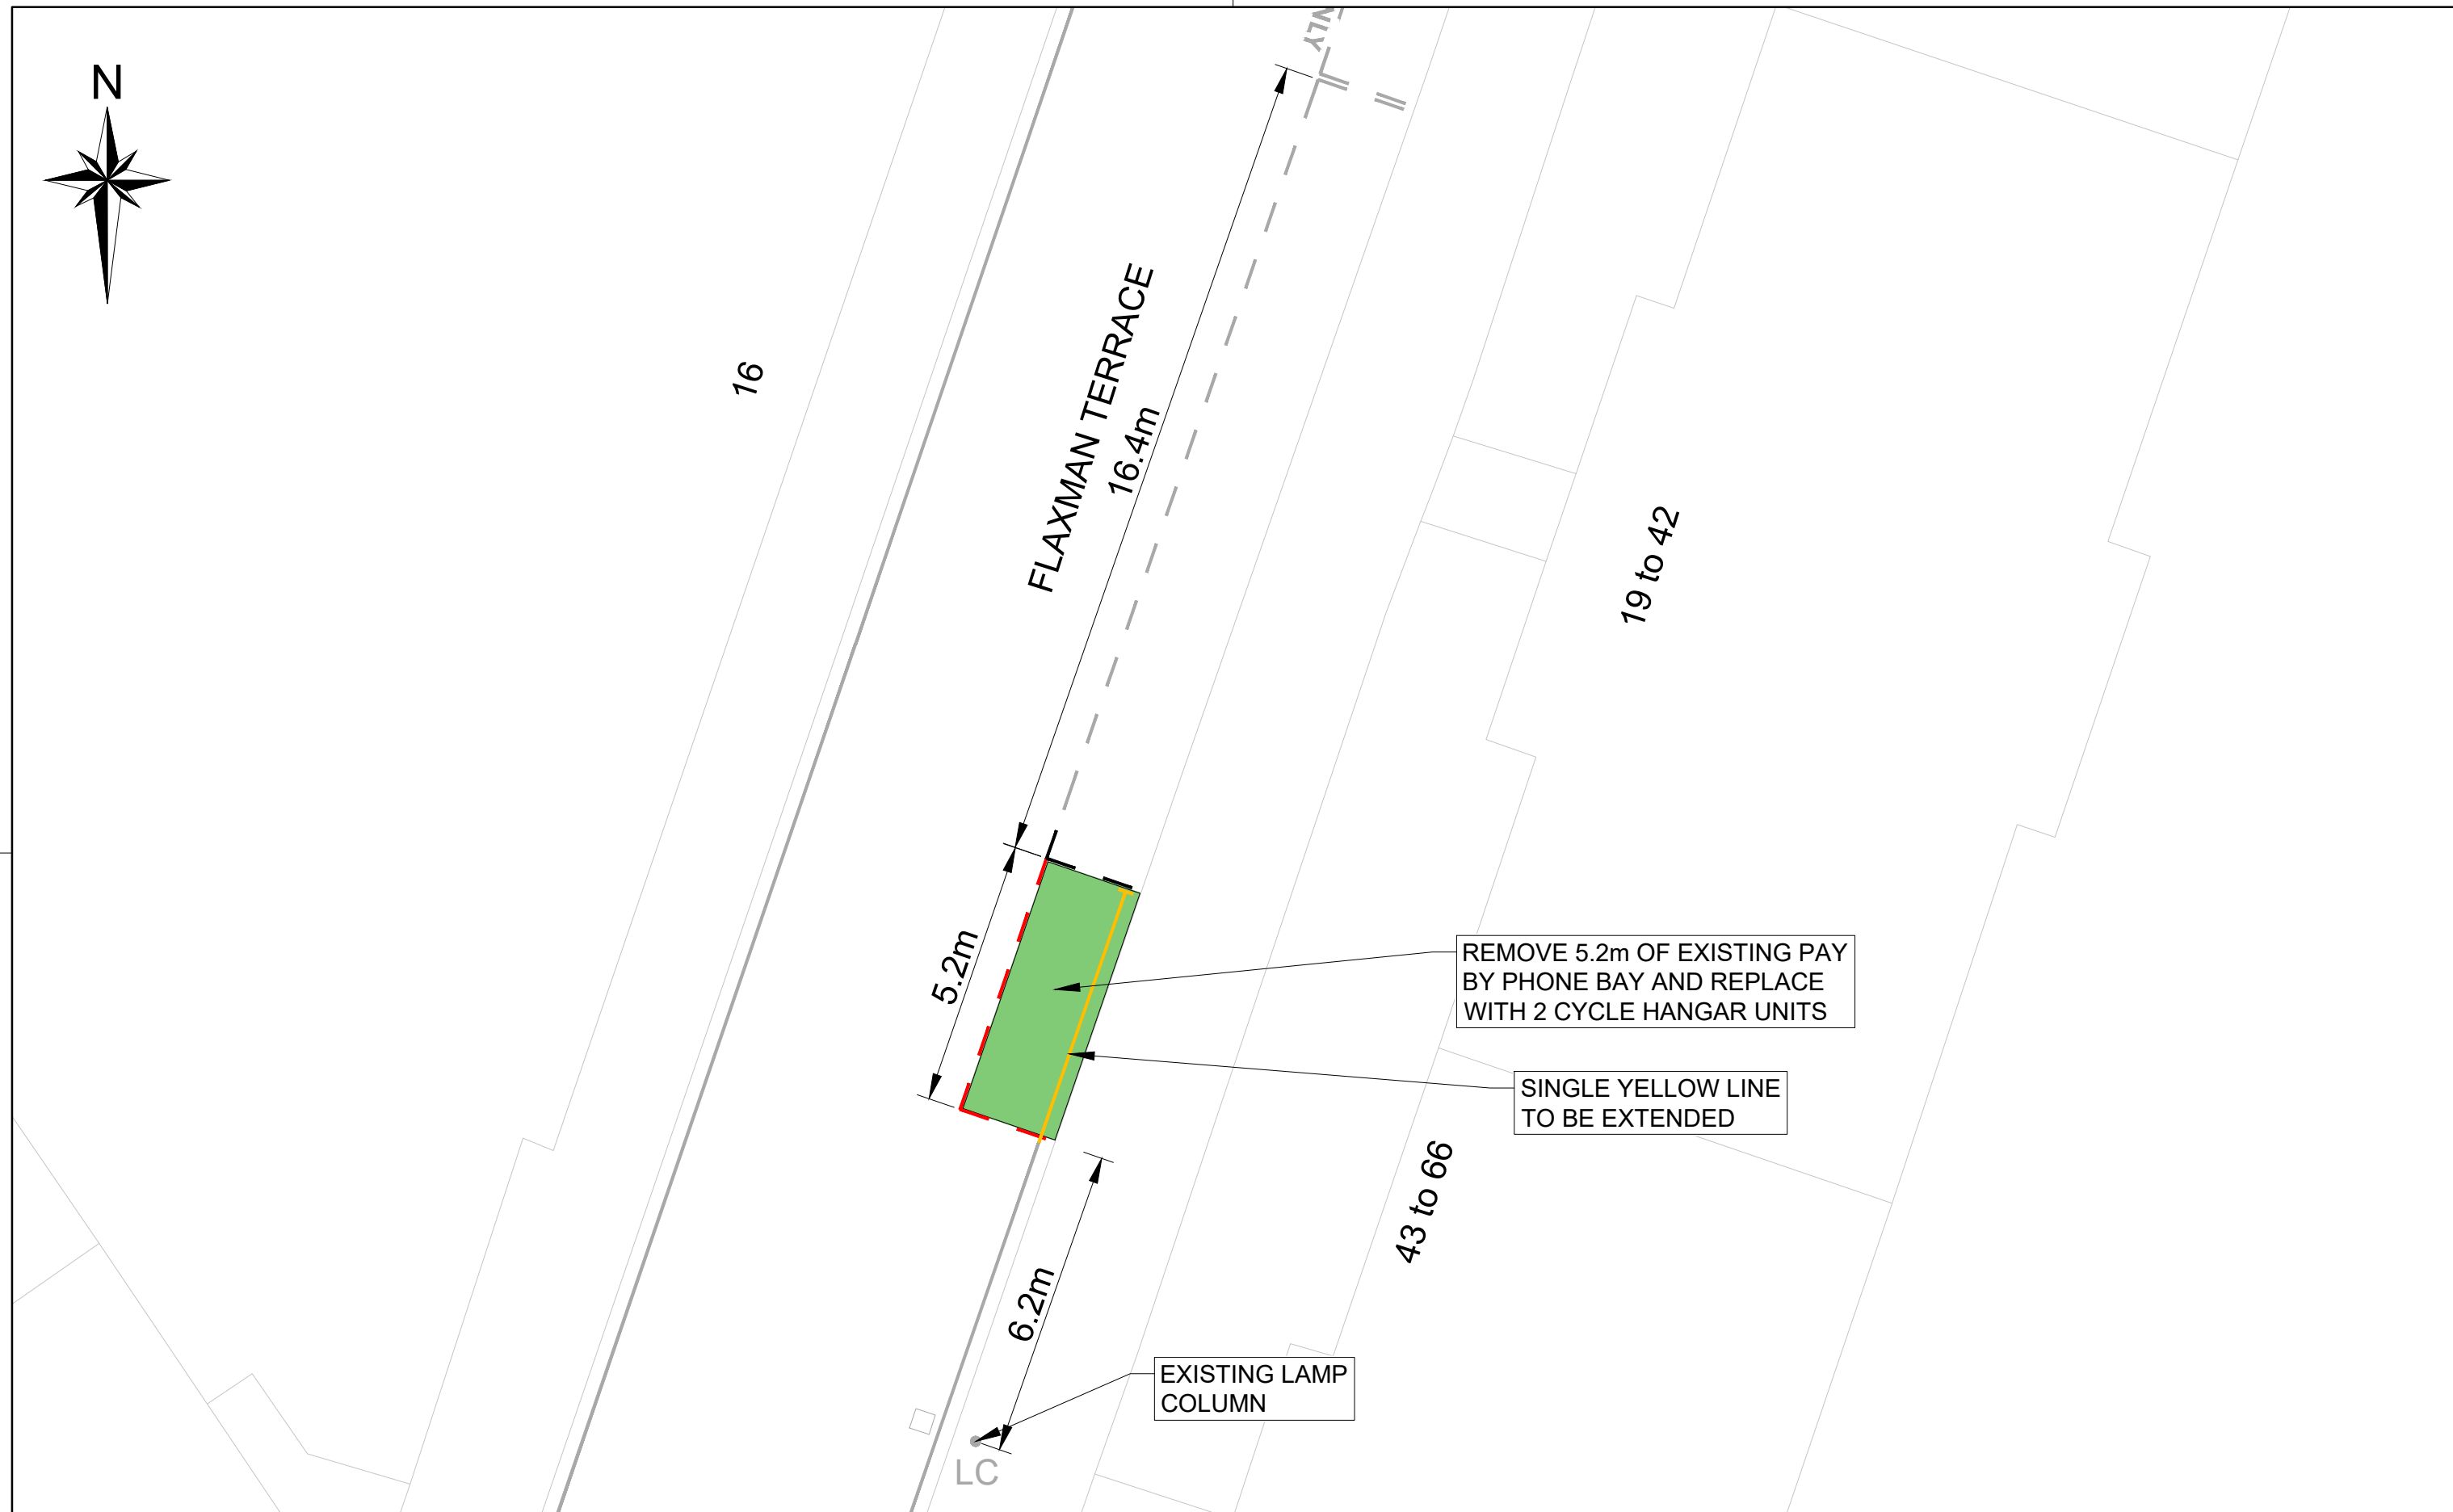 N
16
FLAXMAN TERRACE
16.4m
19 to 42
5.2m
REMOVE 5.2m OF EXISTING PAY
BY PHONE BAY AND REPLACE
WITH 2 CYCLE HANGAR UNITS
SINGLE YELLOW LINE
TO BE EXTENDED
43 to 66
6.2m
EXISTING LAMP
COLUMN
LC